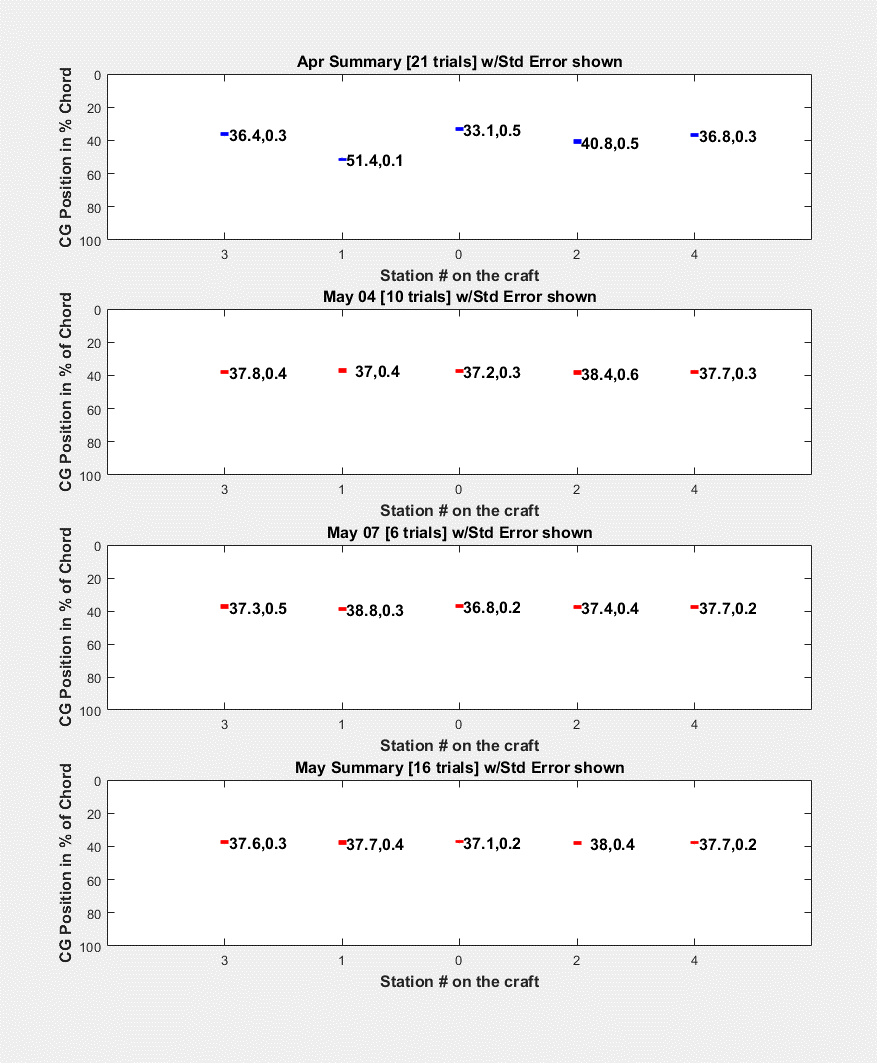 Apr Summary [21 trials] w/Std Error shown
CG Position in % Chord
0
20
40
60
80
100
36.4,0.3
51.4,0.1
33.1,0.5
40.8,0.5
36.8,0.3
3 1 0 2 4
Station # on the craft
May 04 [10 trials] w/Std Error shown
CG Position in % of Chord
0
20
40
60
80
100
37.8,0.4
37,0.4
37.2,0.3
38.4,0.6
37.7,0.3
3 1 0 2 4
Station # on the craft
May 07 [6 trials] w/Std Error shown
CG Position in % of Chord
0
20
40
60
80
100
37.3,0.5
38.8,0.3
36.8,0.2
37.4,0.4
37.7,0.2
3 1 0 2 4
Station # on the craft
May Summary [16 trials] w/Std Error shown
CG Position in % of Chord
0
20
40
60
80
100
37.6,0.3
37.7,0.4
37.1,0.2
38,0.4
37.7,0.2
3 1 0 2 4
Station # on the craft